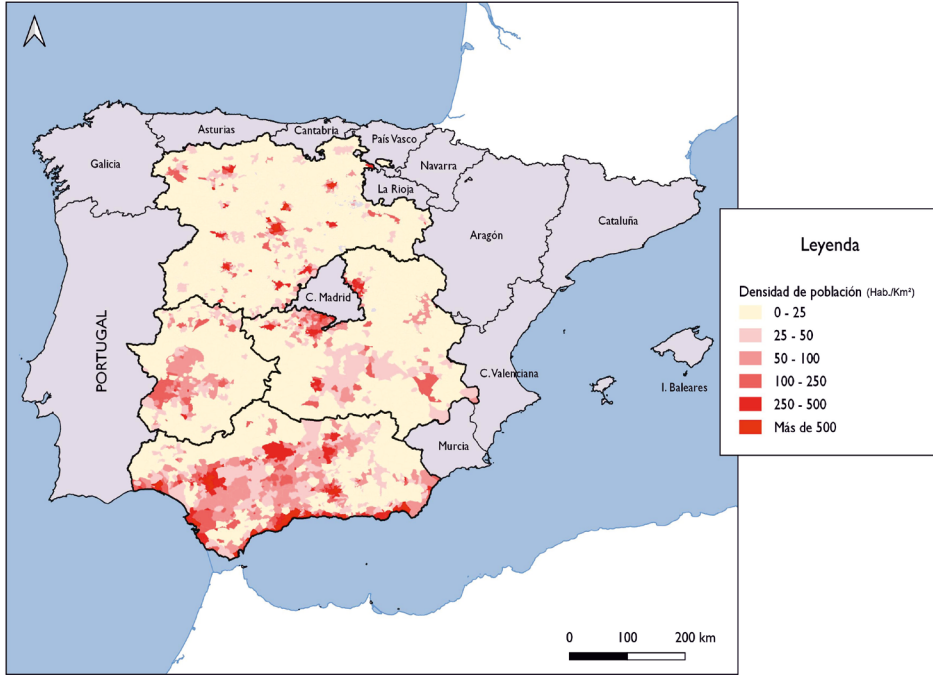 Asturias
Cantabria
País Vasco
Galicia
Navarra
La Rioja
Aragón
Cataluña
C. Madrid
PORTUGAL
C. Valenciana
I. Baleares
Murcia
Leyenda
Densidad de población (Hab./Km²)
0 - 25
25 - 50
50 - 100
100 - 250
250 - 500
Más de 500
0 100 200 km